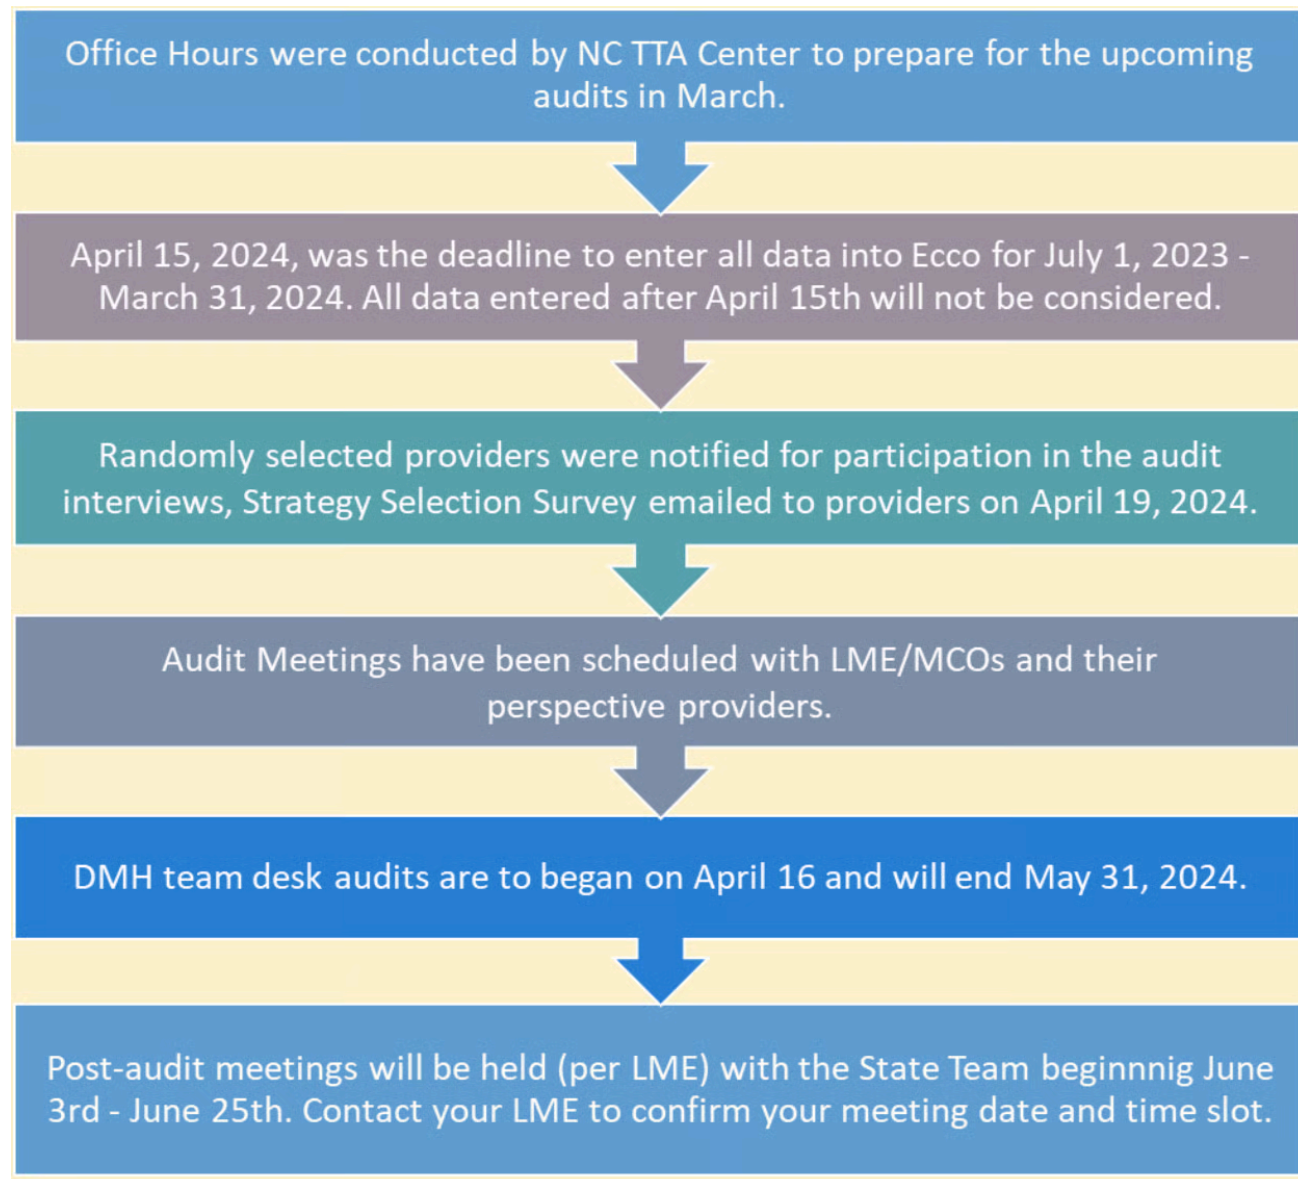 Office Hours were conducted by NC TTA Center to prepare for the upcoming
audits in March.
April 15, 2024, was the deadline to enter all data into Ecco for July 1, 2023 -
March 31, 2024. All data entered after April 15th will not be considered.
Randomly selected providers were notified for participation in the audit
interviews, Strategy Selection Survey emailed to providers on April 19, 2024.
Audit Meetings have been scheduled with LME/MCOs and their
perspective providers.
DMH team desk audits are to began on April 16 and will end May 31, 2024.
Post-audit meetings will be held (per LME) with the State Team beginnnig June
3rd - June 25th. Contact your LME to confirm your meeting date and time slot.